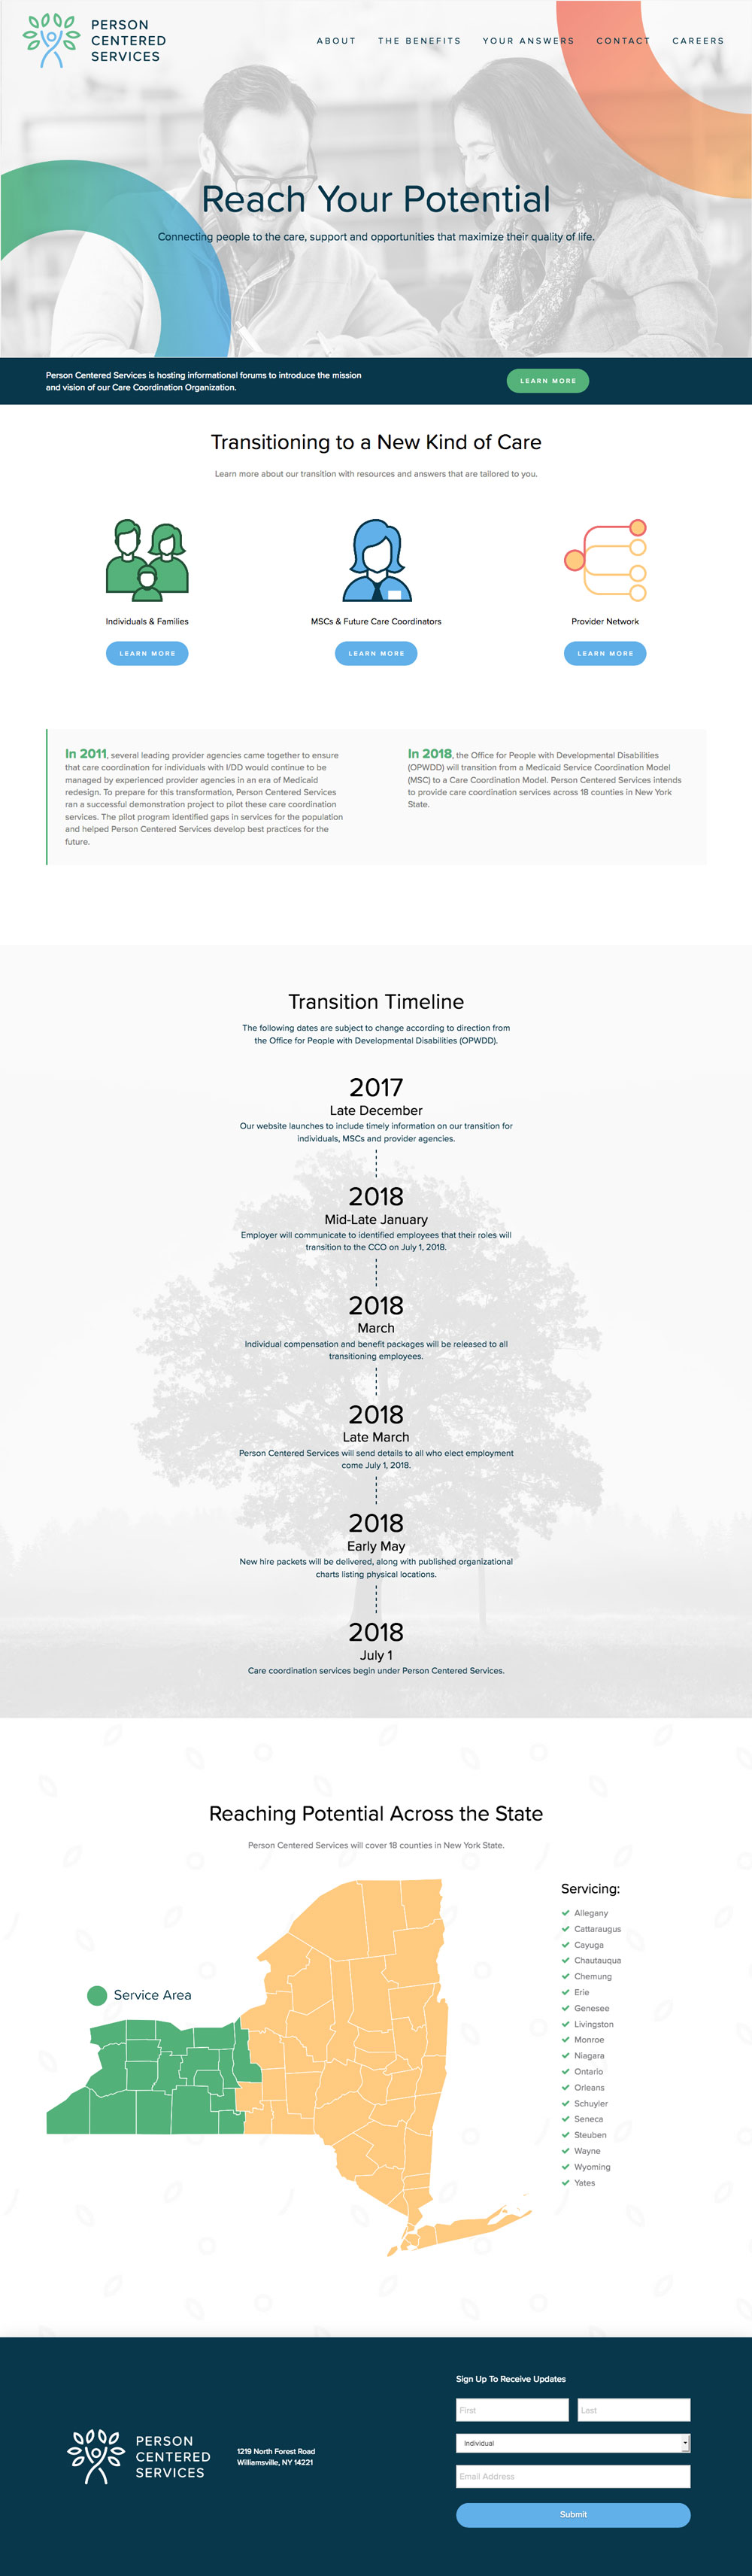 PERSON
CENTERED
SERVICES
ABOUT THE BENEFITS YOUR ANSWERS CONTACT CAREERS
Reach Your Potential
Connecting people to the care, support and opportunities that maximize their quality of life.
Person Centered Services is hosting informational forums to introduce the mission
and vision of our Care Coordination Organization.
LEARN MORE
Transitioning to a New Kind of Care
Learn more about our transition with resources and answers that are tailored to you.
Individuals & Families
LEARN MORE
MSCs & Future Care Coordinators
LEARN MORE
Provider Network
LEARN MORE
In 2011, several leading provider agencies came together to ensure
that care coordination for individuals with I/DD would continue to be
managed by experienced provider agencies in an era of Medicaid
redesign. To prepare for this transformation, Person Centered Services
ran a successful demonstration project to pilot these care coordination
services. The pilot program identified gaps in services for the population
and helped Person Centered Services develop best practices for the
future.
In 2018, the Office for People with Developmental Disabilities
(OPWDD) will transition from a Medicaid Service Coordination Model
(MSC) to a Care Coordination Model. Person Centered Services intends
to provide care coordination services across 18 counties in New York
State.
Transition Timeline
The following dates are subject to change according to direction from
the Office for People with Developmental Disabilities (OPWDD).
2017
Late December
Our website launches to include timely information on our transition for
individuals, MSCs and provider agencies.
2018
Mid-Late January
Employer will communicate to identified employees that their roles will
transition to the CCO on July 1, 2018.
2018
March
Individual compensation and benefit packages will be released to all
transitioning employees.
2018
Late March
Person Centered Services will send details to all who elect employment
come July 1, 2018.
2018
Early May
New hire packets will be delivered, along with published organizational
charts listing physical locations.
2018
July 1
Care coordination services begin under Person Centered Services.
Reaching Potential Across the State
Person Centered Services will cover 18 counties in New York State.
Service Area
Servicing:
Allegany
Cattaraugus
Cayuga
Chautauqua
Chemung
Erie
Genesee
Livingston
Monroe
Niagara
Ontario
Orleans
Schuyler
Seneca
Steuben
Wayne
Wyoming
Yates
PERSON
CENTERED
SERVICES
1219 North Forest Road
Williamsville, NY 14221
Sign Up To Receive Updates
First Last
Individual
Email Address
Submit